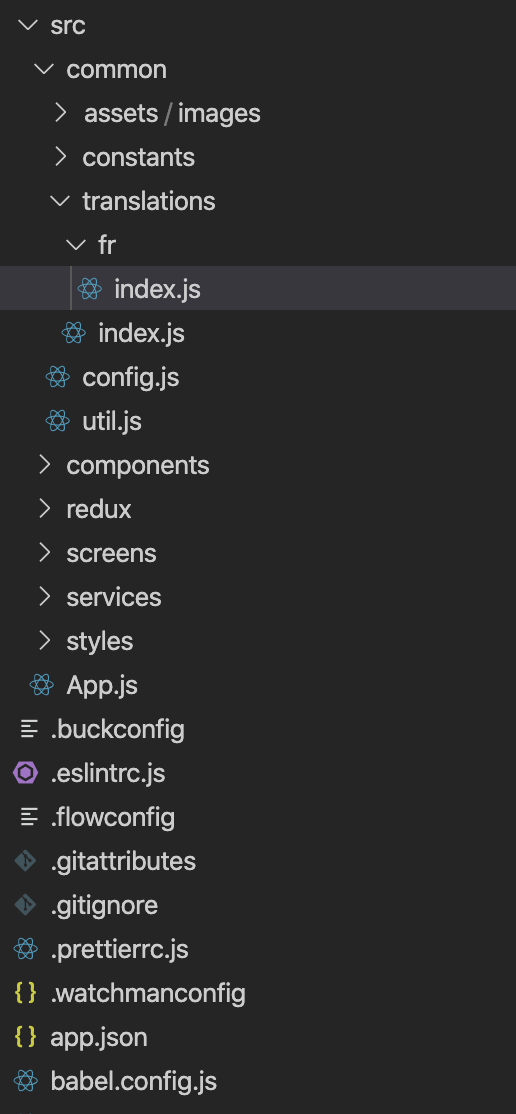 src
common
assets / images
constants
translations
fr
index.js
index.js
config.js
util.js
components
redux
screens
services
styles
App.js
.buckconfig
.eslintrc.js
.flowconfig
.gitattributes
.gitignore
.prettierrc.js
.watchmanconfig
app.json
babel.config.js